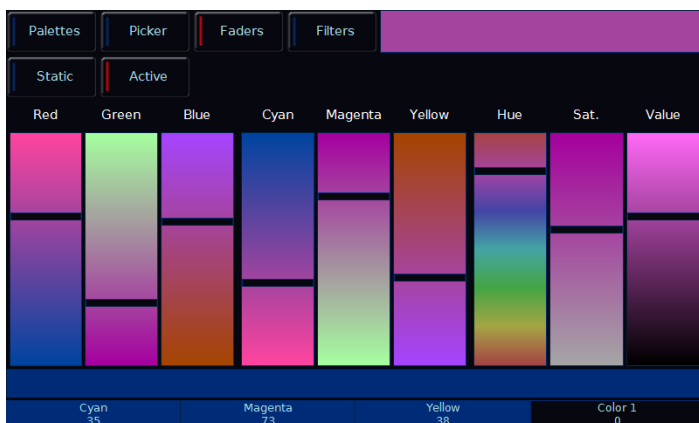 Palettes Picker Faders Filters
Static Active
Red Green Blue Cyan Magenta Yellow Hue Sat. Value
Cyan Magenta Yellow Color 1
35 73 38 0